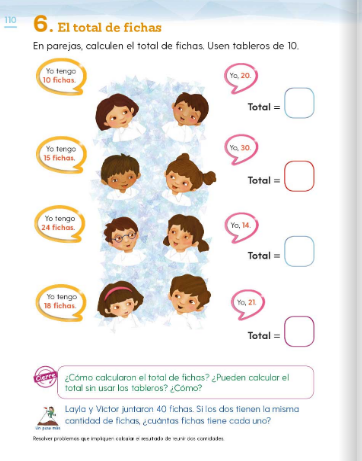 110
6. El total de fichas
En parejas, calculen el total de fichas. Usen tableros de 10.
Yo tengo
10 fichas.
Yo, 20.
Total =
Yo tengo
15 fichas.
Yo, 30.
Total =
Yo tengo
24 fichas.
Yo, 14.
Total =
Yo tengo
18 fichas.
Yo, 21.
Total =
Cierre
¿Cómo calcularon el total de fichas? ¿Pueden calcular el
total sin usar los tableros? ¿Cómo?
Un paso más
Layla y Victor juntaron 40 fichas. Si los dos tienen la misma
cantidad de fichas, ¿cuántas fichas tiene cada uno?
Resolver problemas que impliquen calcular el resultado de reunir dos cantidades.